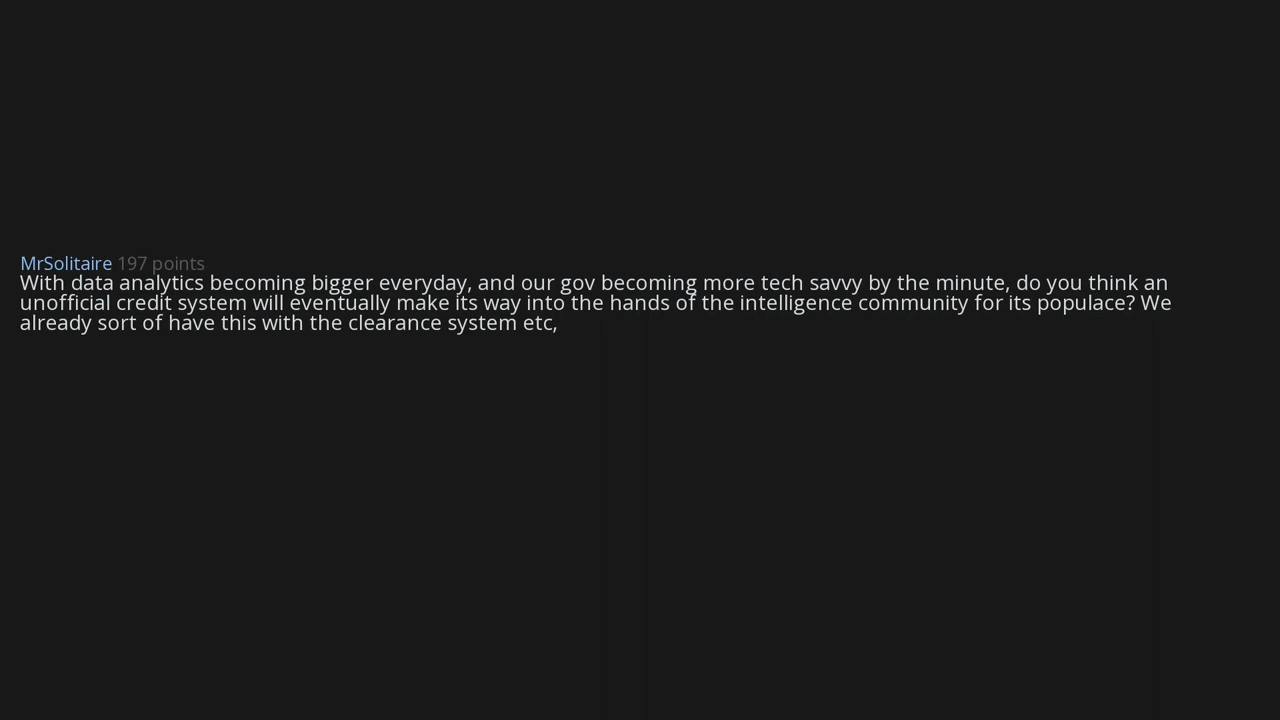 MrSolitaire 197 points
With data analytics becoming bigger everyday, and our gov becoming more tech savvy by the minute, do you think an
unofficial credit system will eventually make its way into the hands of the intelligence community for its populace? We
already sort of have this with the clearance system etc,